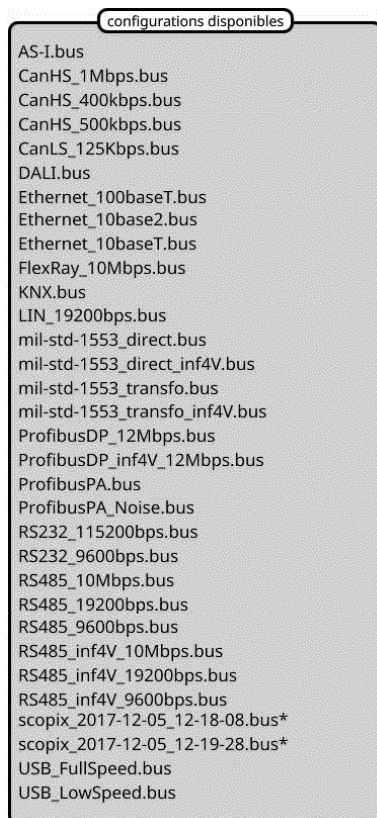 configurations disponibles
AS-I.bus
CanHS_1Mbps.bus
CanHS_400kbps.bus
CanHS_500kbps.bus
CanLS_125Kbps.bus
DALI.bus
Ethernet_100baseT.bus
Ethernet_10base2.bus
Ethernet_10baseT.bus
FlexRay_10Mbps.bus
KNX.bus
LIN_19200bps.bus
mil-std-1553_direct.bus
mil-std-1553_direct_inf4V.bus
mil-std-1553_transfo.bus
mil-std-1553_transfo_inf4V.bus
ProfibusDP_12Mbps.bus
ProfibusDP_inf4V_12Mbps.bus
ProfibusPA.bus
ProfibusPA_Noise.bus
RS232_115200bps.bus
RS232_9600bps.bus
RS485_10Mbps.bus
RS485_19200bps.bus
RS485_9600bps.bus
RS485_inf4V_10Mbps.bus
RS485_inf4V_19200bps.bus
RS485_inf4V_9600bps.bus
scopix_2017-12-05_12-18-08.bus*
scopix_2017-12-05_12-19-28.bus*
USB_FullSpeed.bus
USB_LowSpeed.bus